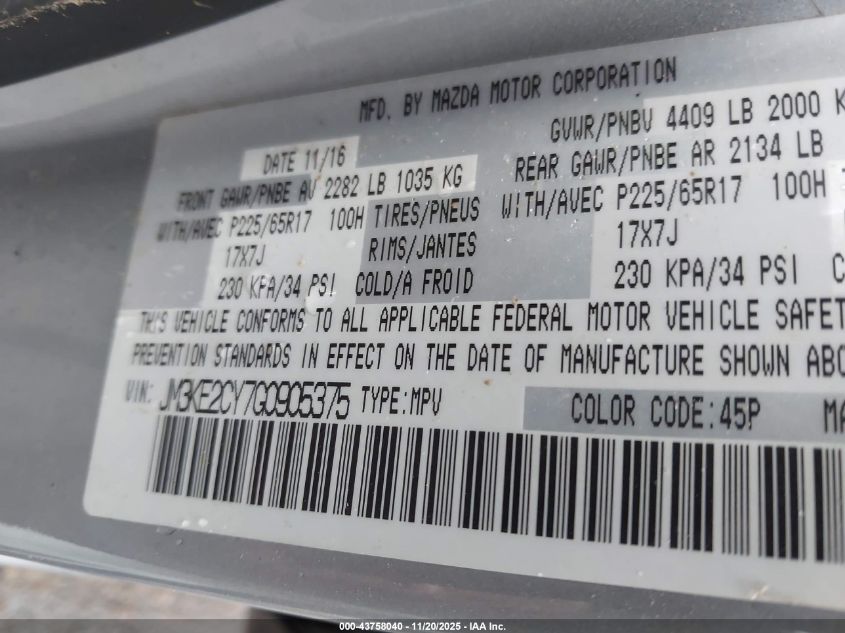 MFD. BY MAZDA MOTOR CORPORATION
DATE 11/16 GVWR/PNBV 4409 LB 2000 K
FRONT GAWR/PNBE AV 2282 LB 1035 KG REAR GAWR/PNBE AR 2134 LB
WITH/AVEC P225/65R17 100H TIRES/PNEUS WITH/AVEC P225/65R17 100H
17X7J RIMS/JANTES 17X7J
230 KPA/34 PSI COLD/A FROID 230 KPA/34 PSI C
THIS VEHICLE CONFORMS TO ALL APPLICABLE FEDERAL MOTOR VEHICLE SAFET
PREVENTION STANDARDS IN EFFECT ON THE DATE OF MANUFACTURE SHOWN ABO
VIN: JM3KE2CY7G0905375 TYPE:MPV COLOR CODE:45P MA
000-43758040 - 11/20/2025 - IAA Inc.